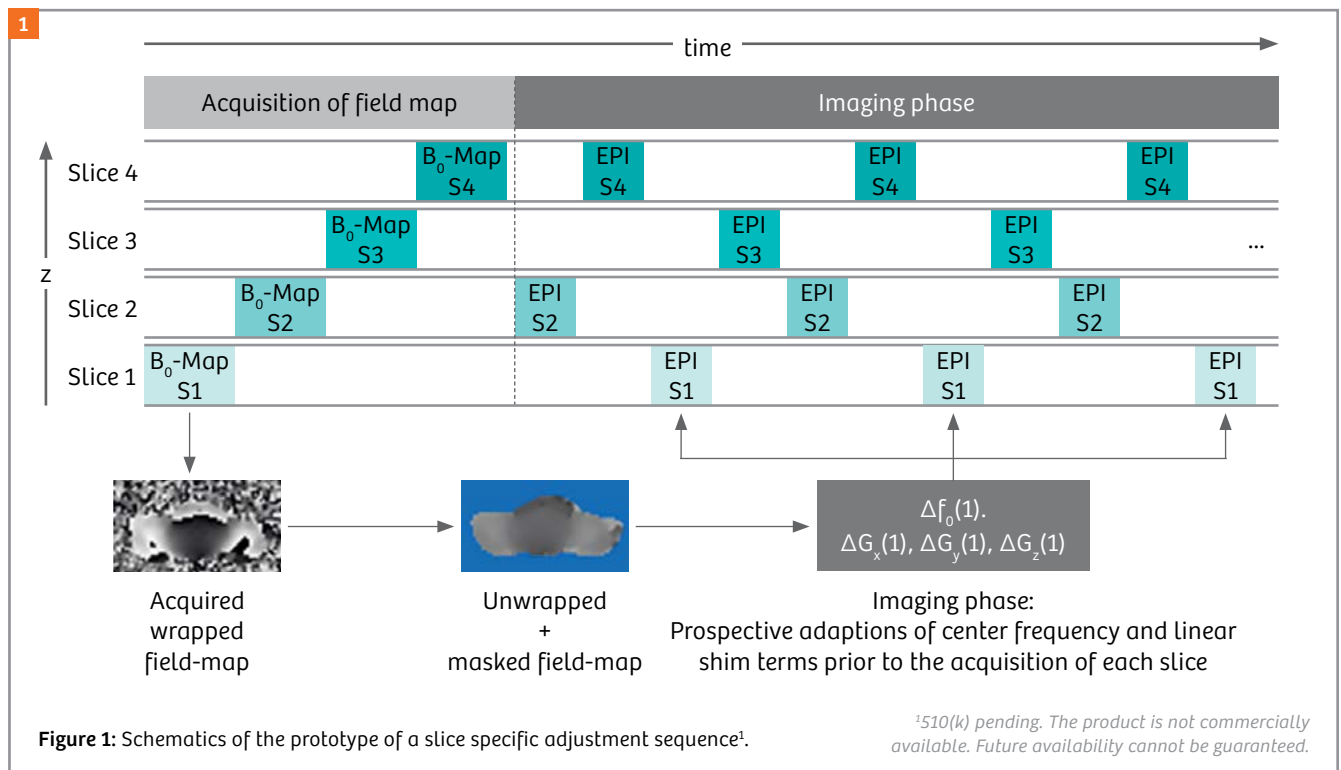 1
time
Acquisition of field map
Imaging phase
z
Slice 4
B₀-Map
S4
EPI
S4
EPI
S4
EPI
S4
Slice 3
B₀-Map
S3
EPI
S3
EPI
S3
...
Slice 2
B₀-Map
S2
EPI
S2
EPI
S2
EPI
S2
Slice 1
B₀-Map
S1
EPI
S1
EPI
S1
EPI
S1
Δf₀(1).
ΔGₓ(1), ΔG_y(1), ΔG_z(1)
Acquired
wrapped
field-map
Unwrapped
+
masked field-map
Imaging phase:
Prospective adaptions of center frequency and linear
shim terms prior to the acquisition of each slice
Figure 1: Schematics of the prototype of a slice specific adjustment sequence¹.
¹510(k) pending. The product is not commercially
available. Future availability cannot be guaranteed.